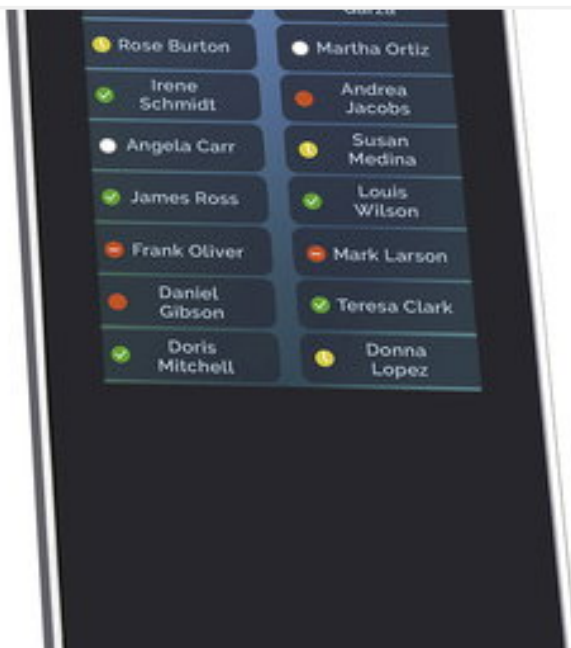 Garza
Rose Burton
Martha Ortiz
Irene
Schmidt
Andrea
Jacobs
Angela Carr
Susan
Medina
James Ross
Louis
Wilson
Frank Oliver
Mark Larson
Daniel
Gibson
Teresa Clark
Doris
Mitchell
Donna
Lopez